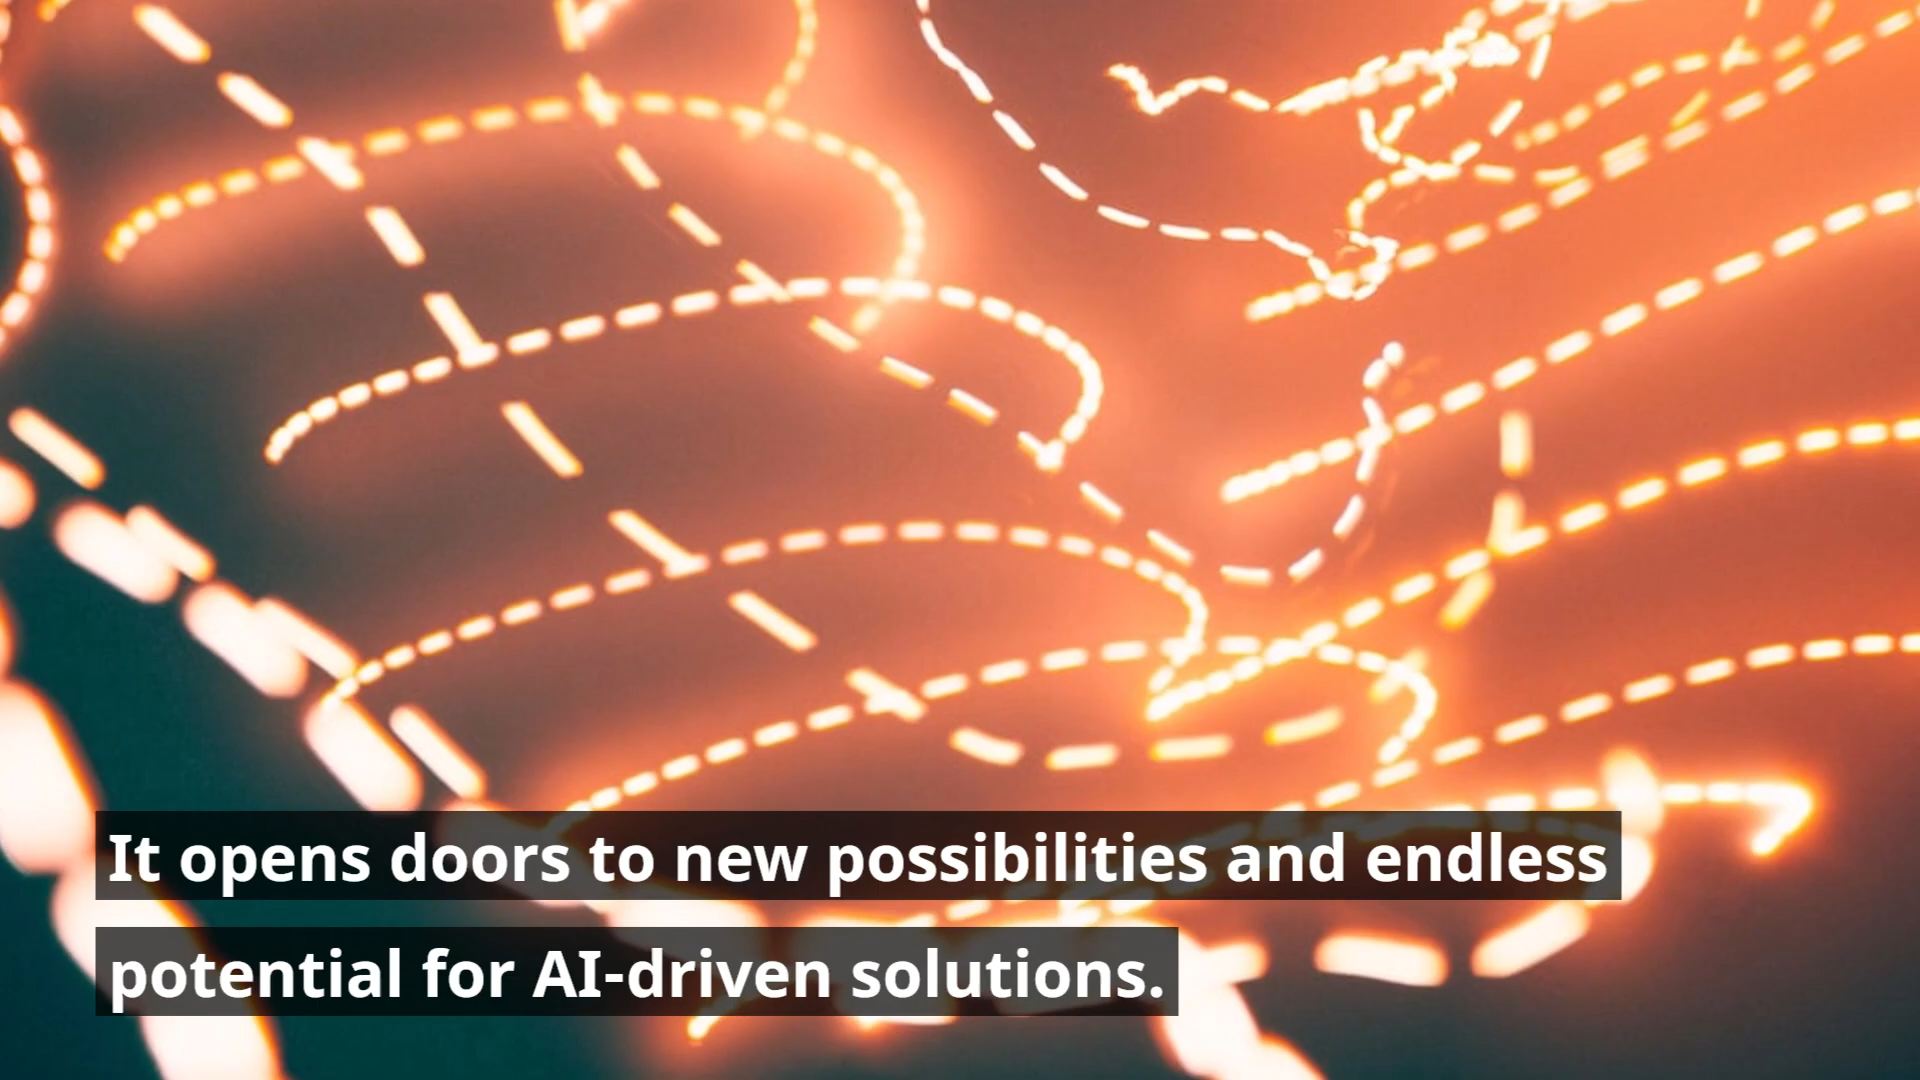 It opens doors to new possibilities and endless
potential for AI-driven solutions.